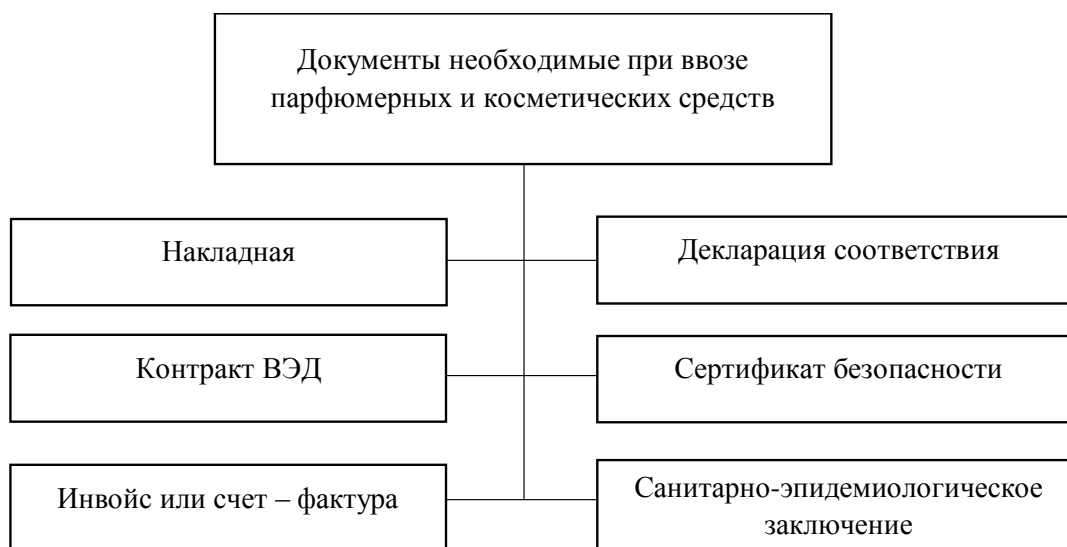 Документы необходимые при ввозе
парфюмерных и косметических средств
Накладная
Декларация соответствия
Контракт ВЭД
Сертификат безопасности
Инвойс или счет – фактура
Санитарно-эпидемиологическое
заключение